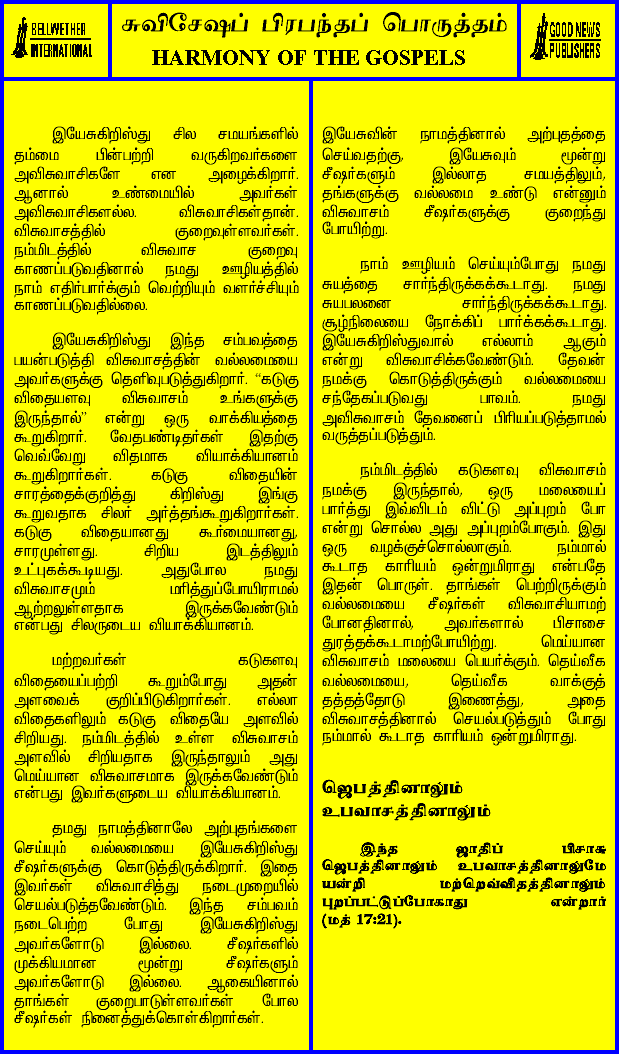 BELLWETHER
INTERNATIONAL
சுவிசேஷப் பிரபந்தப் பொருத்தம்
HARMONY OF THE GOSPELS
GOOD NEWS
PUBLISHERS
இயேசுகிறிஸ்து சில சமயங்களில்
தம்மை பின்பற்றி வருகிறவர்களை
அவிசுவாசிகளே என அழைக்கிறார்.
ஆனால் உண்மையில் அவர்கள்
அவிசுவாசிகளல்ல. விசுவாசிகள்தான்.
விசுவாசத்தில் குறைவுள்ளவர்கள்.
நம்மிடத்தில் விசுவாச குறைவு
காணப்படுவதினால் நமது ஊழியத்தில்
நாம் எதிர்பார்க்கும் வெற்றியும் வளர்ச்சியும்
காணப்படுவதில்லை.
இயேசுகிறிஸ்து இந்த சம்பவத்தை
பயன்படுத்தி விசுவாசத்தின் வல்லமையை
அவர்களுக்கு தெளிவுபடுத்துகிறார். “கடுகு
விதையளவு விசுவாசம் உங்களுக்கு
இருந்தால்” என்று ஒரு வாக்கியத்தை
கூறுகிறார். வேதபண்டிதர்கள் இதற்கு
வெவ்வேறு விதமாக வியாக்கியானம்
கூறுகிறார்கள். கடுகு விதையின்
சாரத்தைக்குறித்து கிறிஸ்து இங்கு
கூறுவதாக சிலர் அர்த்தங்கூறுகிறார்கள்.
கடுகு விதையானது கூர்மையானது,
சாரமுள்ளது. சிறிய இடத்திலும்
உட்புகக்கூடியது. அதுபோல நமது
விசுவாசமும் மரித்துப்போயிராமல்
ஆற்றலுள்ளதாக இருக்கவேண்டும்
என்பது சிலருடைய வியாக்கியானம்.
மற்றவர்கள் கடுகளவு
விதையைப்பற்றி கூறும்போது அதன்
அளவைக் குறிப்பிடுகிறார்கள். எல்லா
விதைகளிலும் கடுகு விதையே அளவில்
சிறியது. நம்மிடத்தில் உள்ள விசுவாசம்
அளவில் சிறியதாக இருந்தாலும் அது
மெய்யான விசுவாசமாக இருக்கவேண்டும்
என்பது இவர்களுடைய வியாக்கியானம்.
தமது நாமத்தினாலே அற்புதங்களை
செய்யும் வல்லமையை இயேசுகிறிஸ்து
சீஷர்களுக்கு கொடுத்திருக்கிறார். இதை
இவர்கள் விசுவாசித்து நடைமுறையில்
செயல்படுத்தவேண்டும். இந்த சம்பவம்
நடைபெற்ற போது இயேசுகிறிஸ்து
அவர்களோடு இல்லை. சீஷர்களில்
முக்கியமான மூன்று சீஷர்களும்
அவர்களோடு இல்லை. ஆகையினால்
தாங்கள் குறைபாடுள்ளவர்கள் போல
சீஷர்கள் நினைத்துக்கொள்கிறார்கள்.
இயேசுவின் நாமத்தினால் அற்புதத்தை
செய்வதற்கு, இயேசுவும் மூன்று
சீஷர்களும் இல்லாத சமயத்திலும்,
தங்களுக்கு வல்லமை உண்டு என்னும்
விசுவாசம் சீஷர்களுக்கு குறைந்து
போயிற்று.
நாம் ஊழியம் செய்யும்போது நமது
சுயத்தை சார்ந்திருக்கக்கூடாது. நமது
சுயபலனை சார்ந்திருக்கக்கூடாது.
சூழ்நிலையை நோக்கிப் பார்க்கக்கூடாது.
இயேசுகிறிஸ்துவால் எல்லாம் ஆகும்
என்று விசுவாசிக்கவேண்டும். தேவன்
நமக்கு கொடுத்திருக்கும் வல்லமையை
சந்தேகப்படுவது பாவம். நமது
அவிசுவாசம் தேவனைப் பிரியப்படுத்தாமல்
வருத்தப்படுத்தும்.
நம்மிடத்தில் கடுகளவு விசுவாசம்
நமக்கு இருந்தால், ஒரு மலையைப்
பார்த்து இவ்விடம் விட்டு அப்புறம் போ
என்று சொல்ல அது அப்புறம்போகும். இது
ஒரு வழக்குச்சொல்லாகும். நம்மால்
கூடாத காரியம் ஒன்றுமிராது என்பதே
இதன் பொருள். தாங்கள் பெற்றிருக்கும்
வல்லமையை சீஷர்கள் விசுவாசியாமற்
போனதினால், அவர்களால் பிசாசை
துரத்தக்கூடாமற்போயிற்று. மெய்யான
விசுவாசம் மலையை பெயர்க்கும். தெய்வீக
வல்லமையை, தெய்வீக வாக்குத்
தத்தத்தோடு இணைத்து, அதை
விசுவாசத்தினால் செயல்படுத்தும் போது
நம்மால் கூடாத காரியம் ஒன்றுமிராது.
ஜெபத்தினாலும்
உபவாசத்தினாலும்
இந்த ஜாதிப் பிசாசு
ஜெபத்தினாலும் உபவாசத்தினாலுமே
யன்றி மற்றெவ்விதத்தினாலும்
புறப்பட்டுப்போகாது என்றார்
(மத் 17:21).